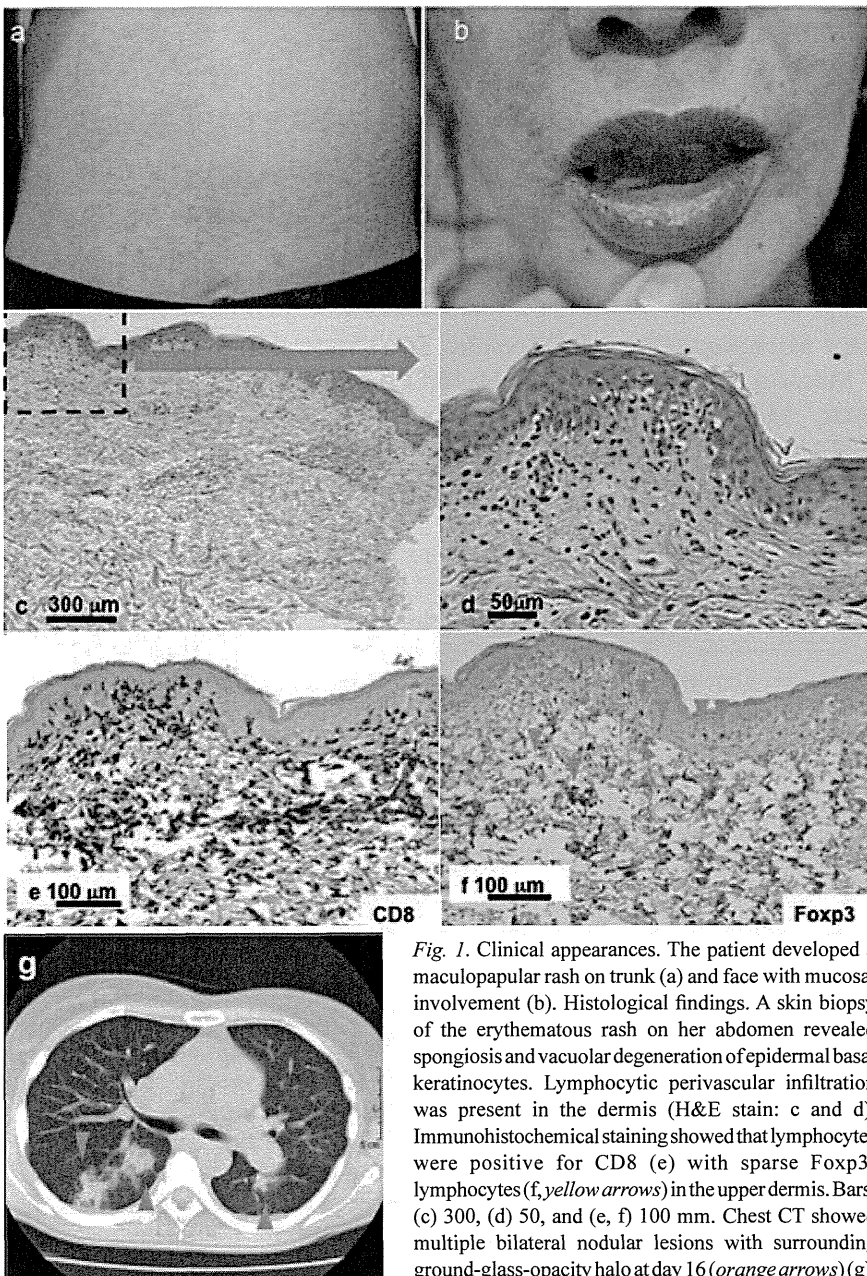 a
b
c 300 µm
d 50µm
e 100 µm
CD8
f 100 µm
Foxp3
g
Fig. 1. Clinical appearances. The patient developed
maculopapular rash on trunk (a) and face with mucosa
involvement (b). Histological findings. A skin biopsy
of the erythematous rash on her abdomen revealed
spongiosis and vacuolar degeneration of epidermal basa
keratinocytes. Lymphocytic perivascular infiltration
was present in the dermis (H&E stain: c and d)
Immunohistochemical staining showed that lymphocyte
were positive for CD8 (e) with sparse Foxp3
lymphocytes (f, yellow arrows) in the upper dermis. Bars
(c) 300, (d) 50, and (e, f) 100 mm. Chest CT showed
multiple bilateral nodular lesions with surroundin
ground-glass-opacity halo at day 16 (orange arrows) (g